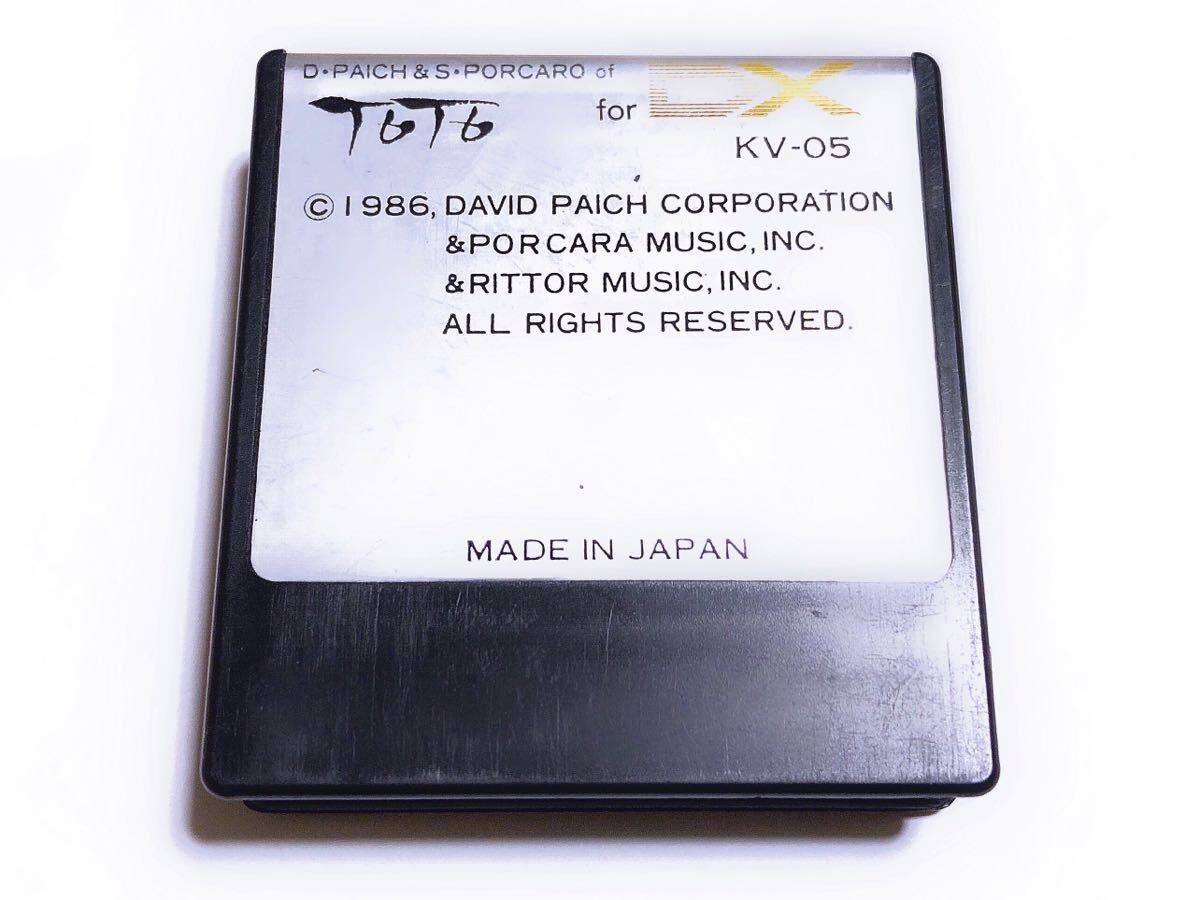 D•PAICH & S•PORCARO of
TOTO for DX
KV-05
© 1986, DAVID PAICH CORPORATION
&PORCARA MUSIC, INC.
&RITTOR MUSIC, INC.
ALL RIGHTS RESERVED.
MADE IN JAPAN